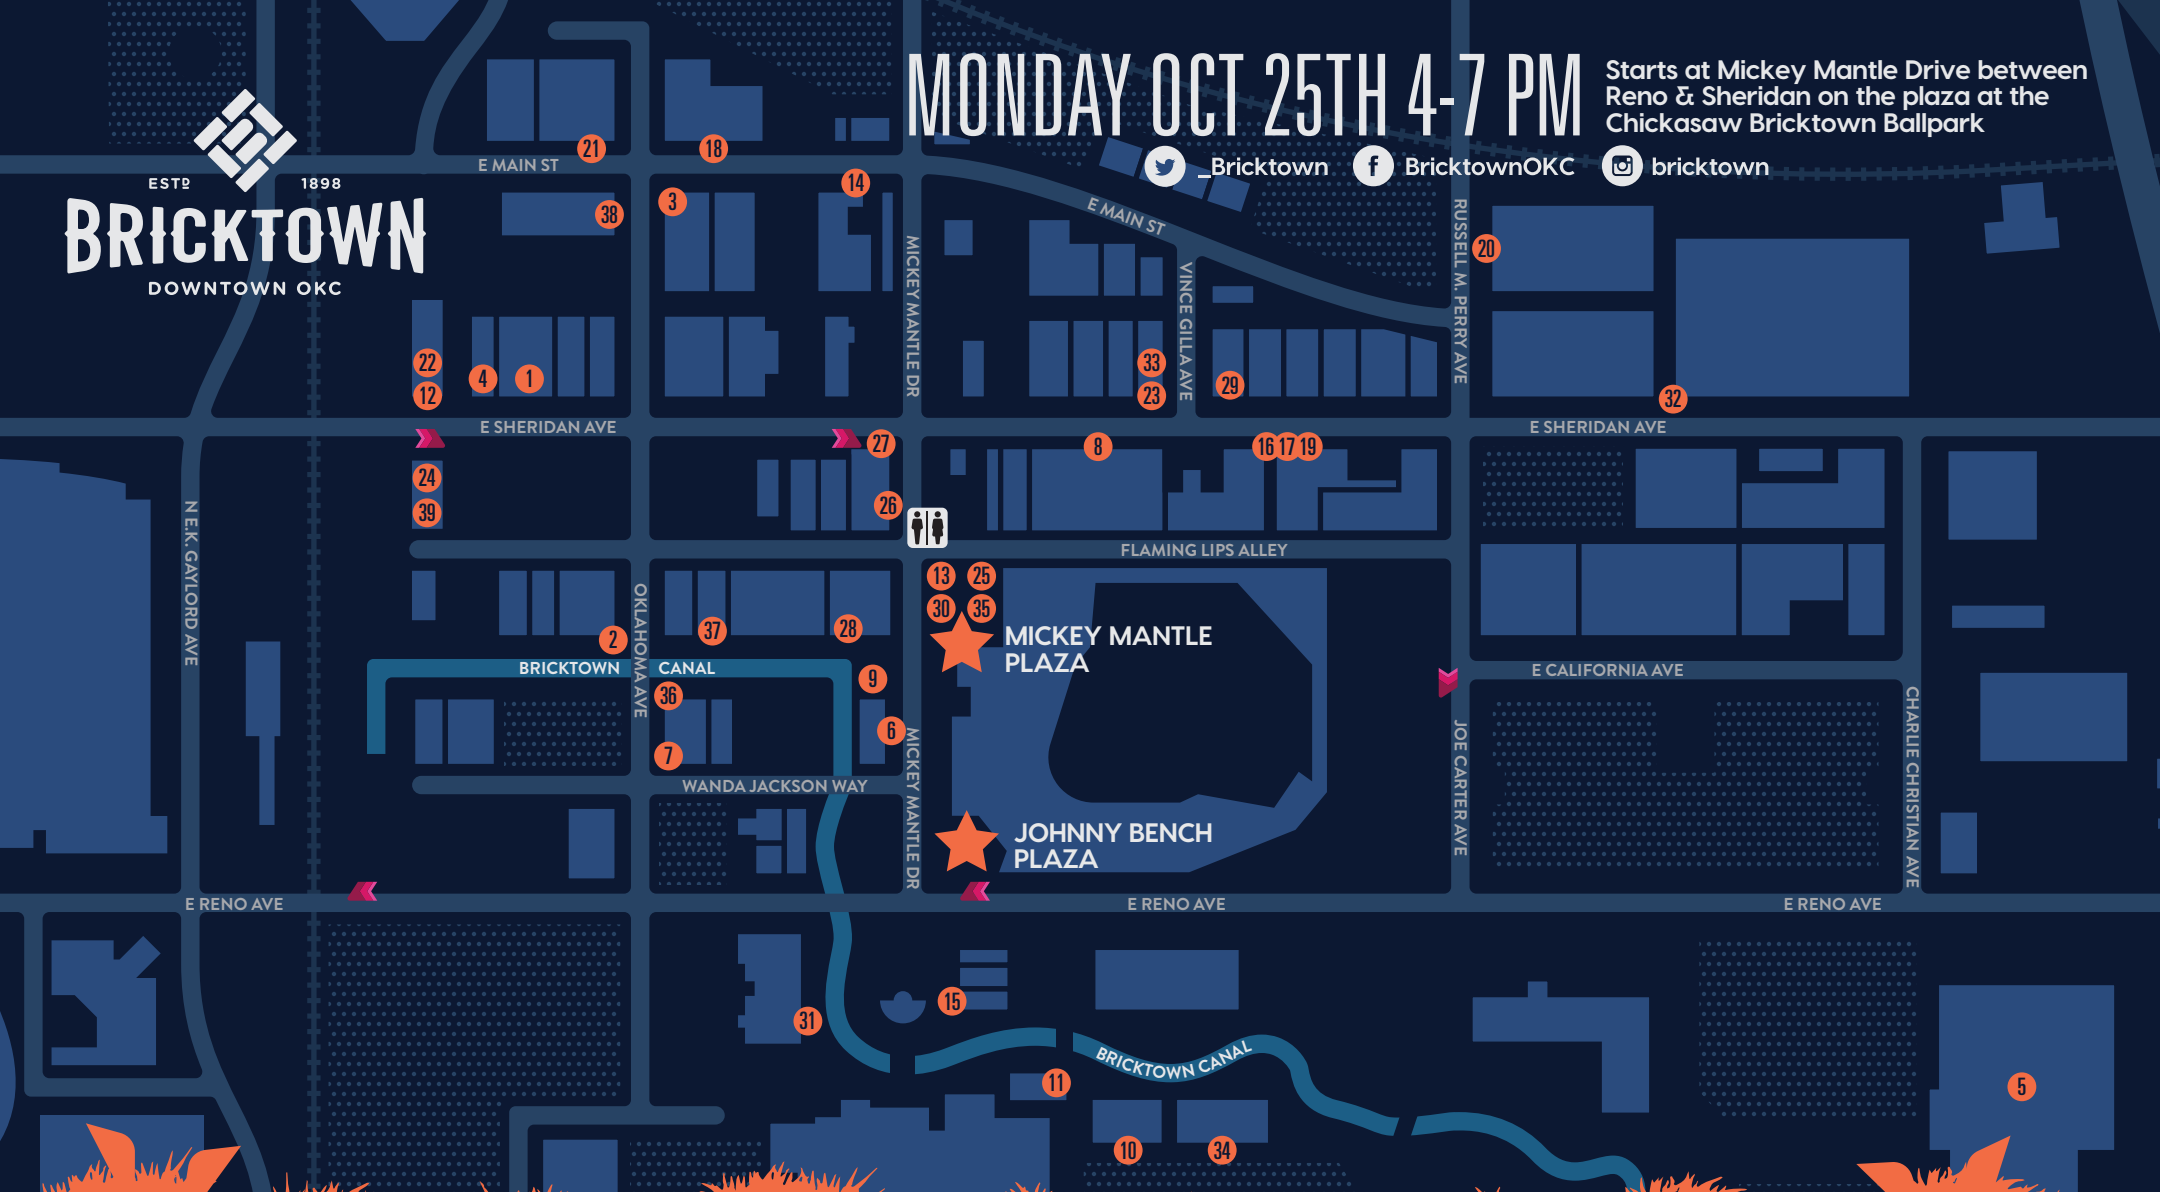 MONDAY OCT 25TH 4-7 PM
Starts at Mickey Mantle Drive between
Reno & Sheridan on the plaza at the
Chickasaw Bricktown Ballpark
_Bricktown
BricktownOKC
bricktown
ESTD 1898
BRICKTOWN
DOWNTOWN OKC
21
18
E MAIN ST
14
3
38
E MAIN ST
20
MICKEY MANTLE DR
VINCE GILL AVE
RUSSELL M. PERRY AVE
22
4
1
12
33
23
29
32
E SHERIDAN AVE
E SHERIDAN AVE
27
8
16
17
19
24
39
26
N E.K. GAYLORD AVE
FLAMING LIPS ALLEY
13
25
30
35
OKLAHOMA AVE
2
37
28
MICKEY MANTLE
PLAZA
BRICKTOWN CANAL
E CALIFORNIA AVE
9
36
6
7
MICKEY MANTLE DR
JOE CARTER AVE
CHARLIE CHRISTIAN AVE
WANDA JACKSON WAY
JOHNNY BENCH
PLAZA
E RENO AVE
E RENO AVE
E RENO AVE
15
31
BRICKTOWN CANAL
11
5
10
34